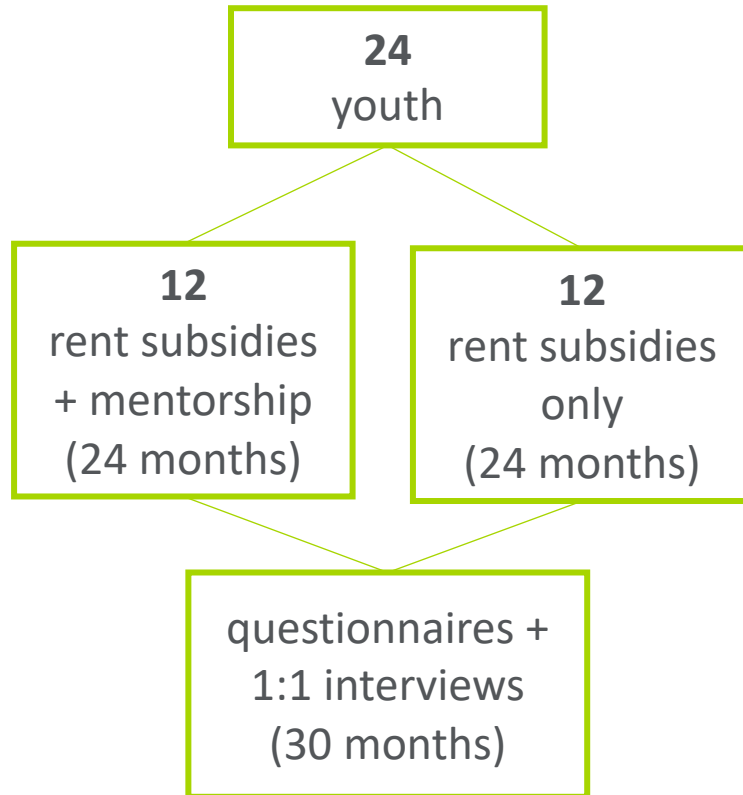 24
youth
12
rent subsidies
+ mentorship
(24 months)
12
rent subsidies
only
(24 months)
questionnaires +
1:1 interviews
(30 months)